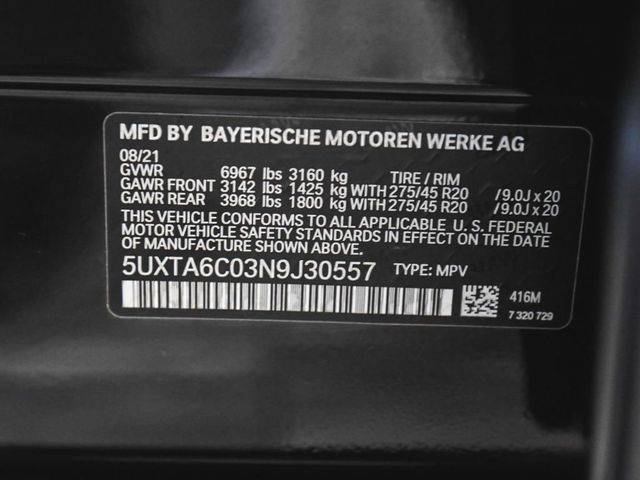 MFD BY BAYERISCHE MOTOREN WERKE AG
08/21
GVWR 6967 lbs 3160 kg TIRE / RIM
GAWR FRONT 3142 lbs 1425 kg WITH 275/45 R20 / 9.0J x 20
GAWR REAR 3968 lbs 1800 kg WITH 275/45 R20 / 9.0J x 20
THIS VEHICLE CONFORMS TO ALL APPLICABLE U. S. FEDERAL
MOTOR VEHICLE SAFETY STANDARDS IN EFFECT ON THE DATE
OF MANUFACTURE SHOWN ABOVE.
5UXTA6C03N9J30557 TYPE: MPV
416M
7 320 729